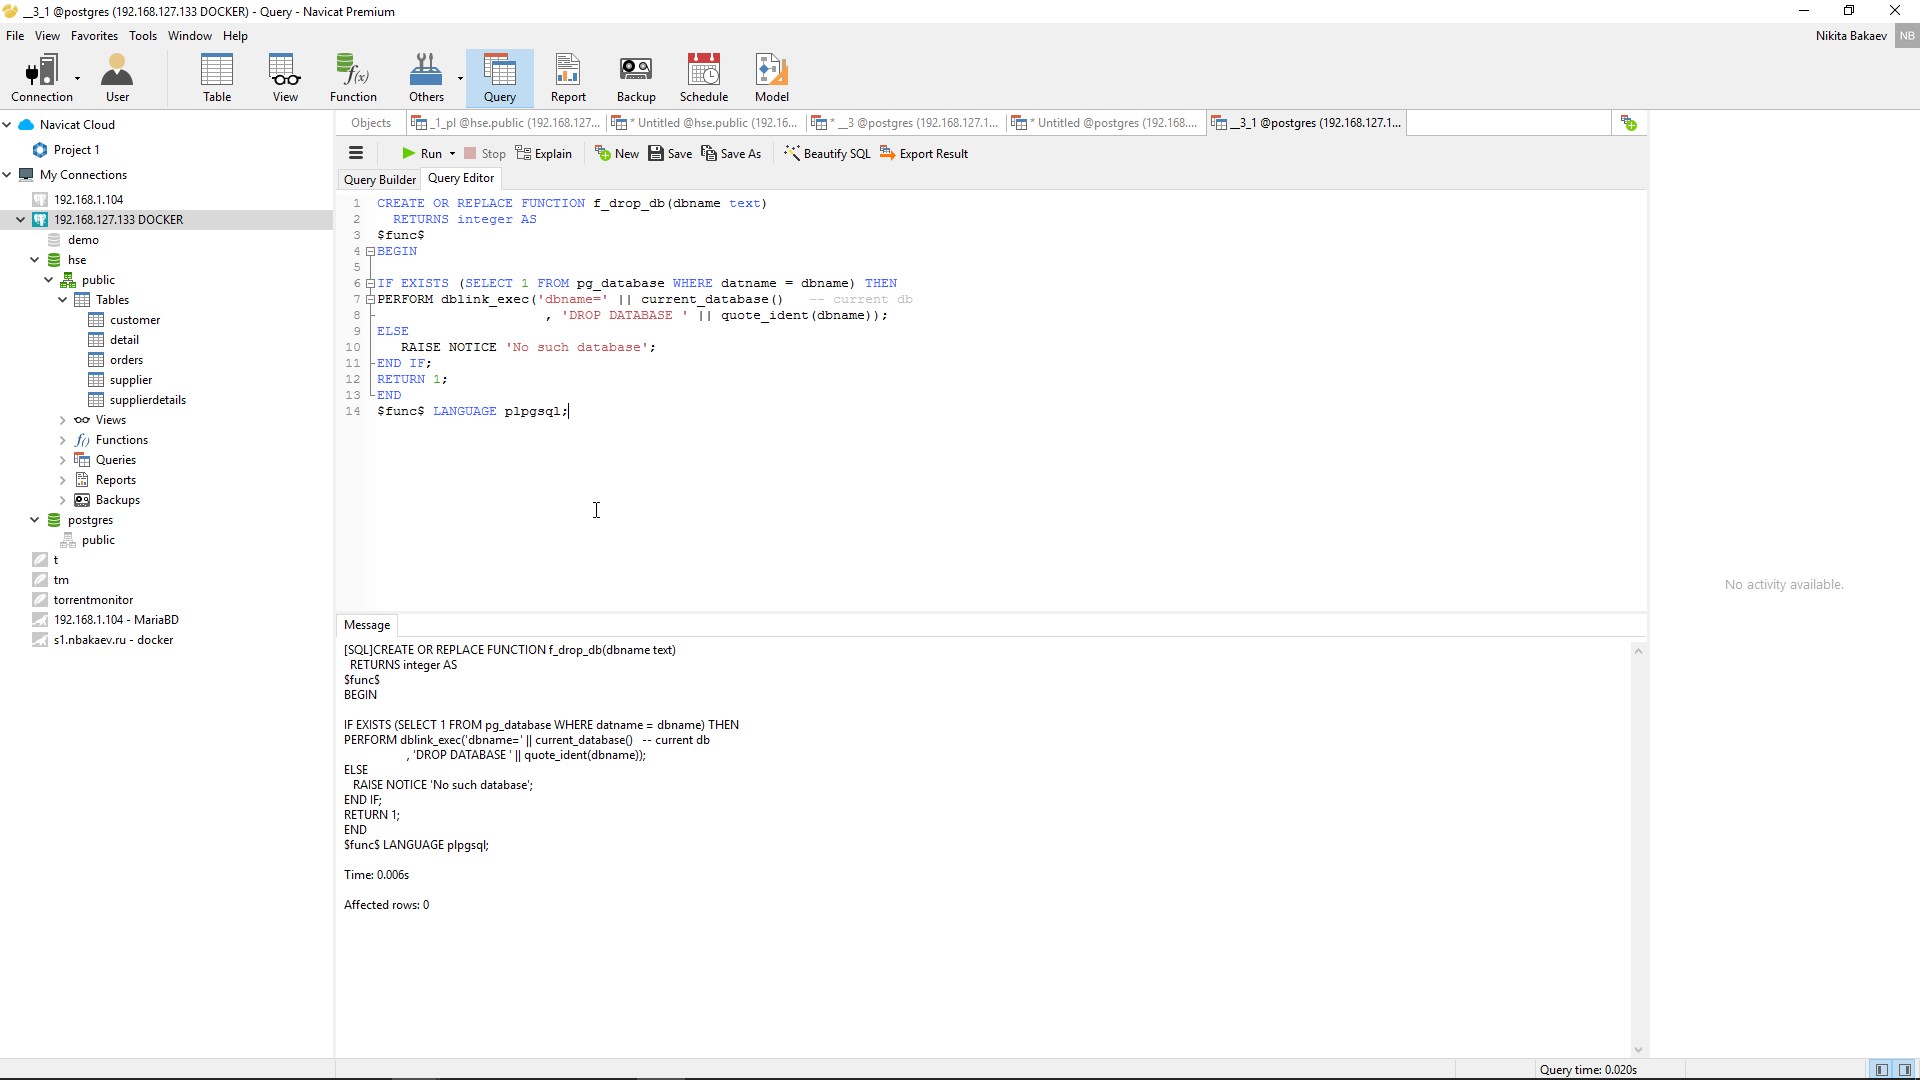 __3_1 @postgres (192.168.127.133 DOCKER) - Query - Navicat Premium
File View Favorites Tools Window Help
Nikita Bakaev NB
Connection User Table View Function Others Query Report Backup Schedule Model
Navicat Cloud
Project 1
My Connections
192.168.1.104
192.168.127.133 DOCKER
demo
hse
public
Tables
customer
detail
orders
supplier
supplierdetails
Views
Functions
Queries
Reports
Backups
postgres
public
t
tm
torrentmonitor
192.168.1.104 - MariaBD
s1.nbakaev.ru - docker
Objects _1_pl @hse.public (192.168.127... * Untitled @hse.public (192.16... * __3 @postgres (192.168.127.1... * Untitled @postgres (192.168.... __3_1 @postgres (192.168.127.1...
Run Stop Explain New Save Save As Beautify SQL Export Result
Query Builder Query Editor
1 CREATE OR REPLACE FUNCTION f_drop_db(dbname text)
2 RETURNS integer AS
3 $func$
4 BEGIN
5
6 IF EXISTS (SELECT 1 FROM pg_database WHERE datname = dbname) THEN
7 PERFORM dblink_exec('dbname=' || current_database() -- current db
8 , 'DROP DATABASE ' || quote_ident(dbname));
9 ELSE
10 RAISE NOTICE 'No such database';
11 END IF;
12 RETURN 1;
13 END
14 $func$ LANGUAGE plpgsql;
Message
[SQL]CREATE OR REPLACE FUNCTION f_drop_db(dbname text)
RETURNS integer AS
$func$
BEGIN
IF EXISTS (SELECT 1 FROM pg_database WHERE datname = dbname) THEN
PERFORM dblink_exec('dbname=' || current_database() -- current db
, 'DROP DATABASE ' || quote_ident(dbname));
ELSE
RAISE NOTICE 'No such database';
END IF;
RETURN 1;
END
$func$ LANGUAGE plpgsql;
Time: 0.006s
Affected rows: 0
No activity available.
Query time: 0.020s